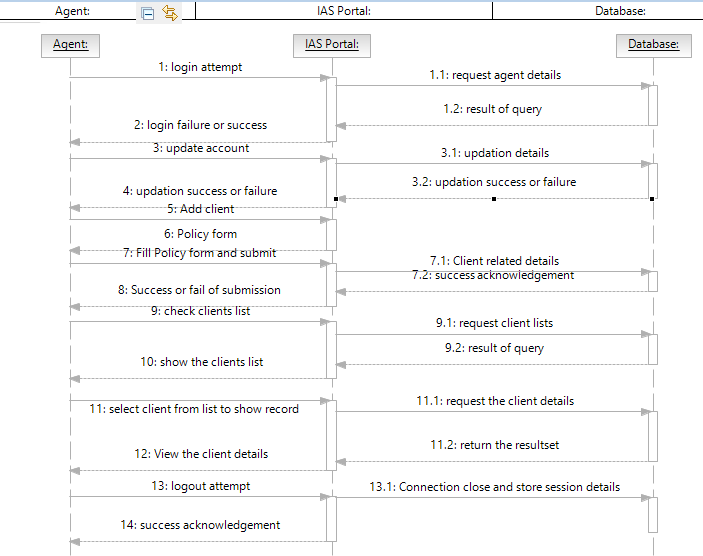 Agent:
IAS Portal:
Database:
Agent:
IAS Portal:
Database:
1: login attempt
1.1: request agent details
1.2: result of query
2: login failure or success
3: update account
3.1: updation details
3.2: updation success or failure
4: updation success or failure
5: Add client
6: Policy form
7: Fill Policy form and submit
7.1: Client related details
7.2: success acknowledgement
8: Success or fail of submission
9: check clients list
9.1: request client lists
9.2: result of query
10: show the clients list
11: select client from list to show record
11.1: request the client details
11.2: return the resultset
12: View the client details
13: logout attempt
13.1: Connection close and store session details
14: success acknowledgement